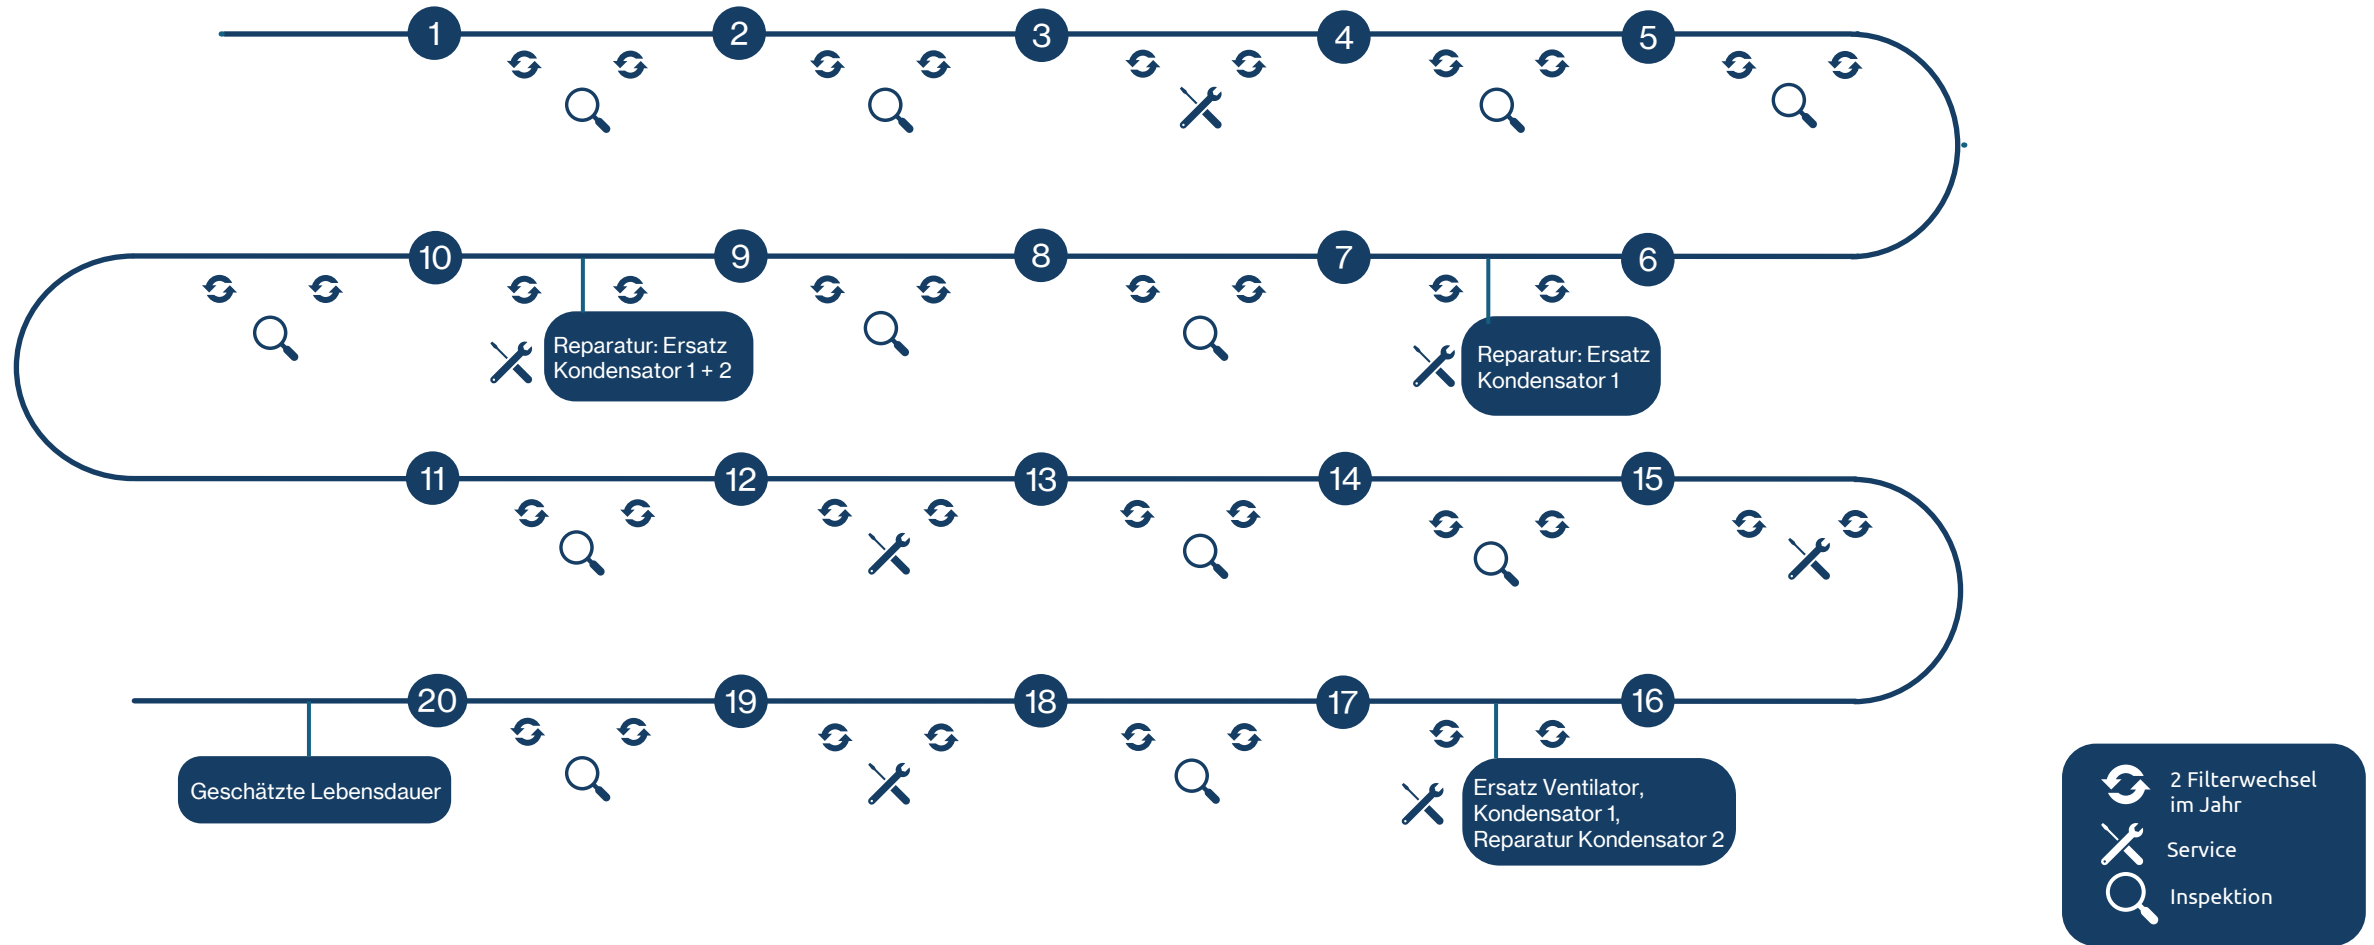 1
2
3
4
5
10
9
8
7
6
Reparatur: Ersatz
Kondensator 1 + 2
Reparatur: Ersatz
Kondensator 1
11
12
13
14
15
20
19
18
17
16
Geschätzte Lebensdauer
Ersatz Ventilator,
Kondensator 1,
Reparatur Kondensator 2
2 Filterwechsel
im Jahr
Service
Inspektion